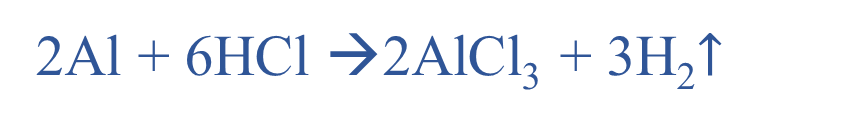 2Al + 6HCl →2AlCl₃ + 3H₂↑